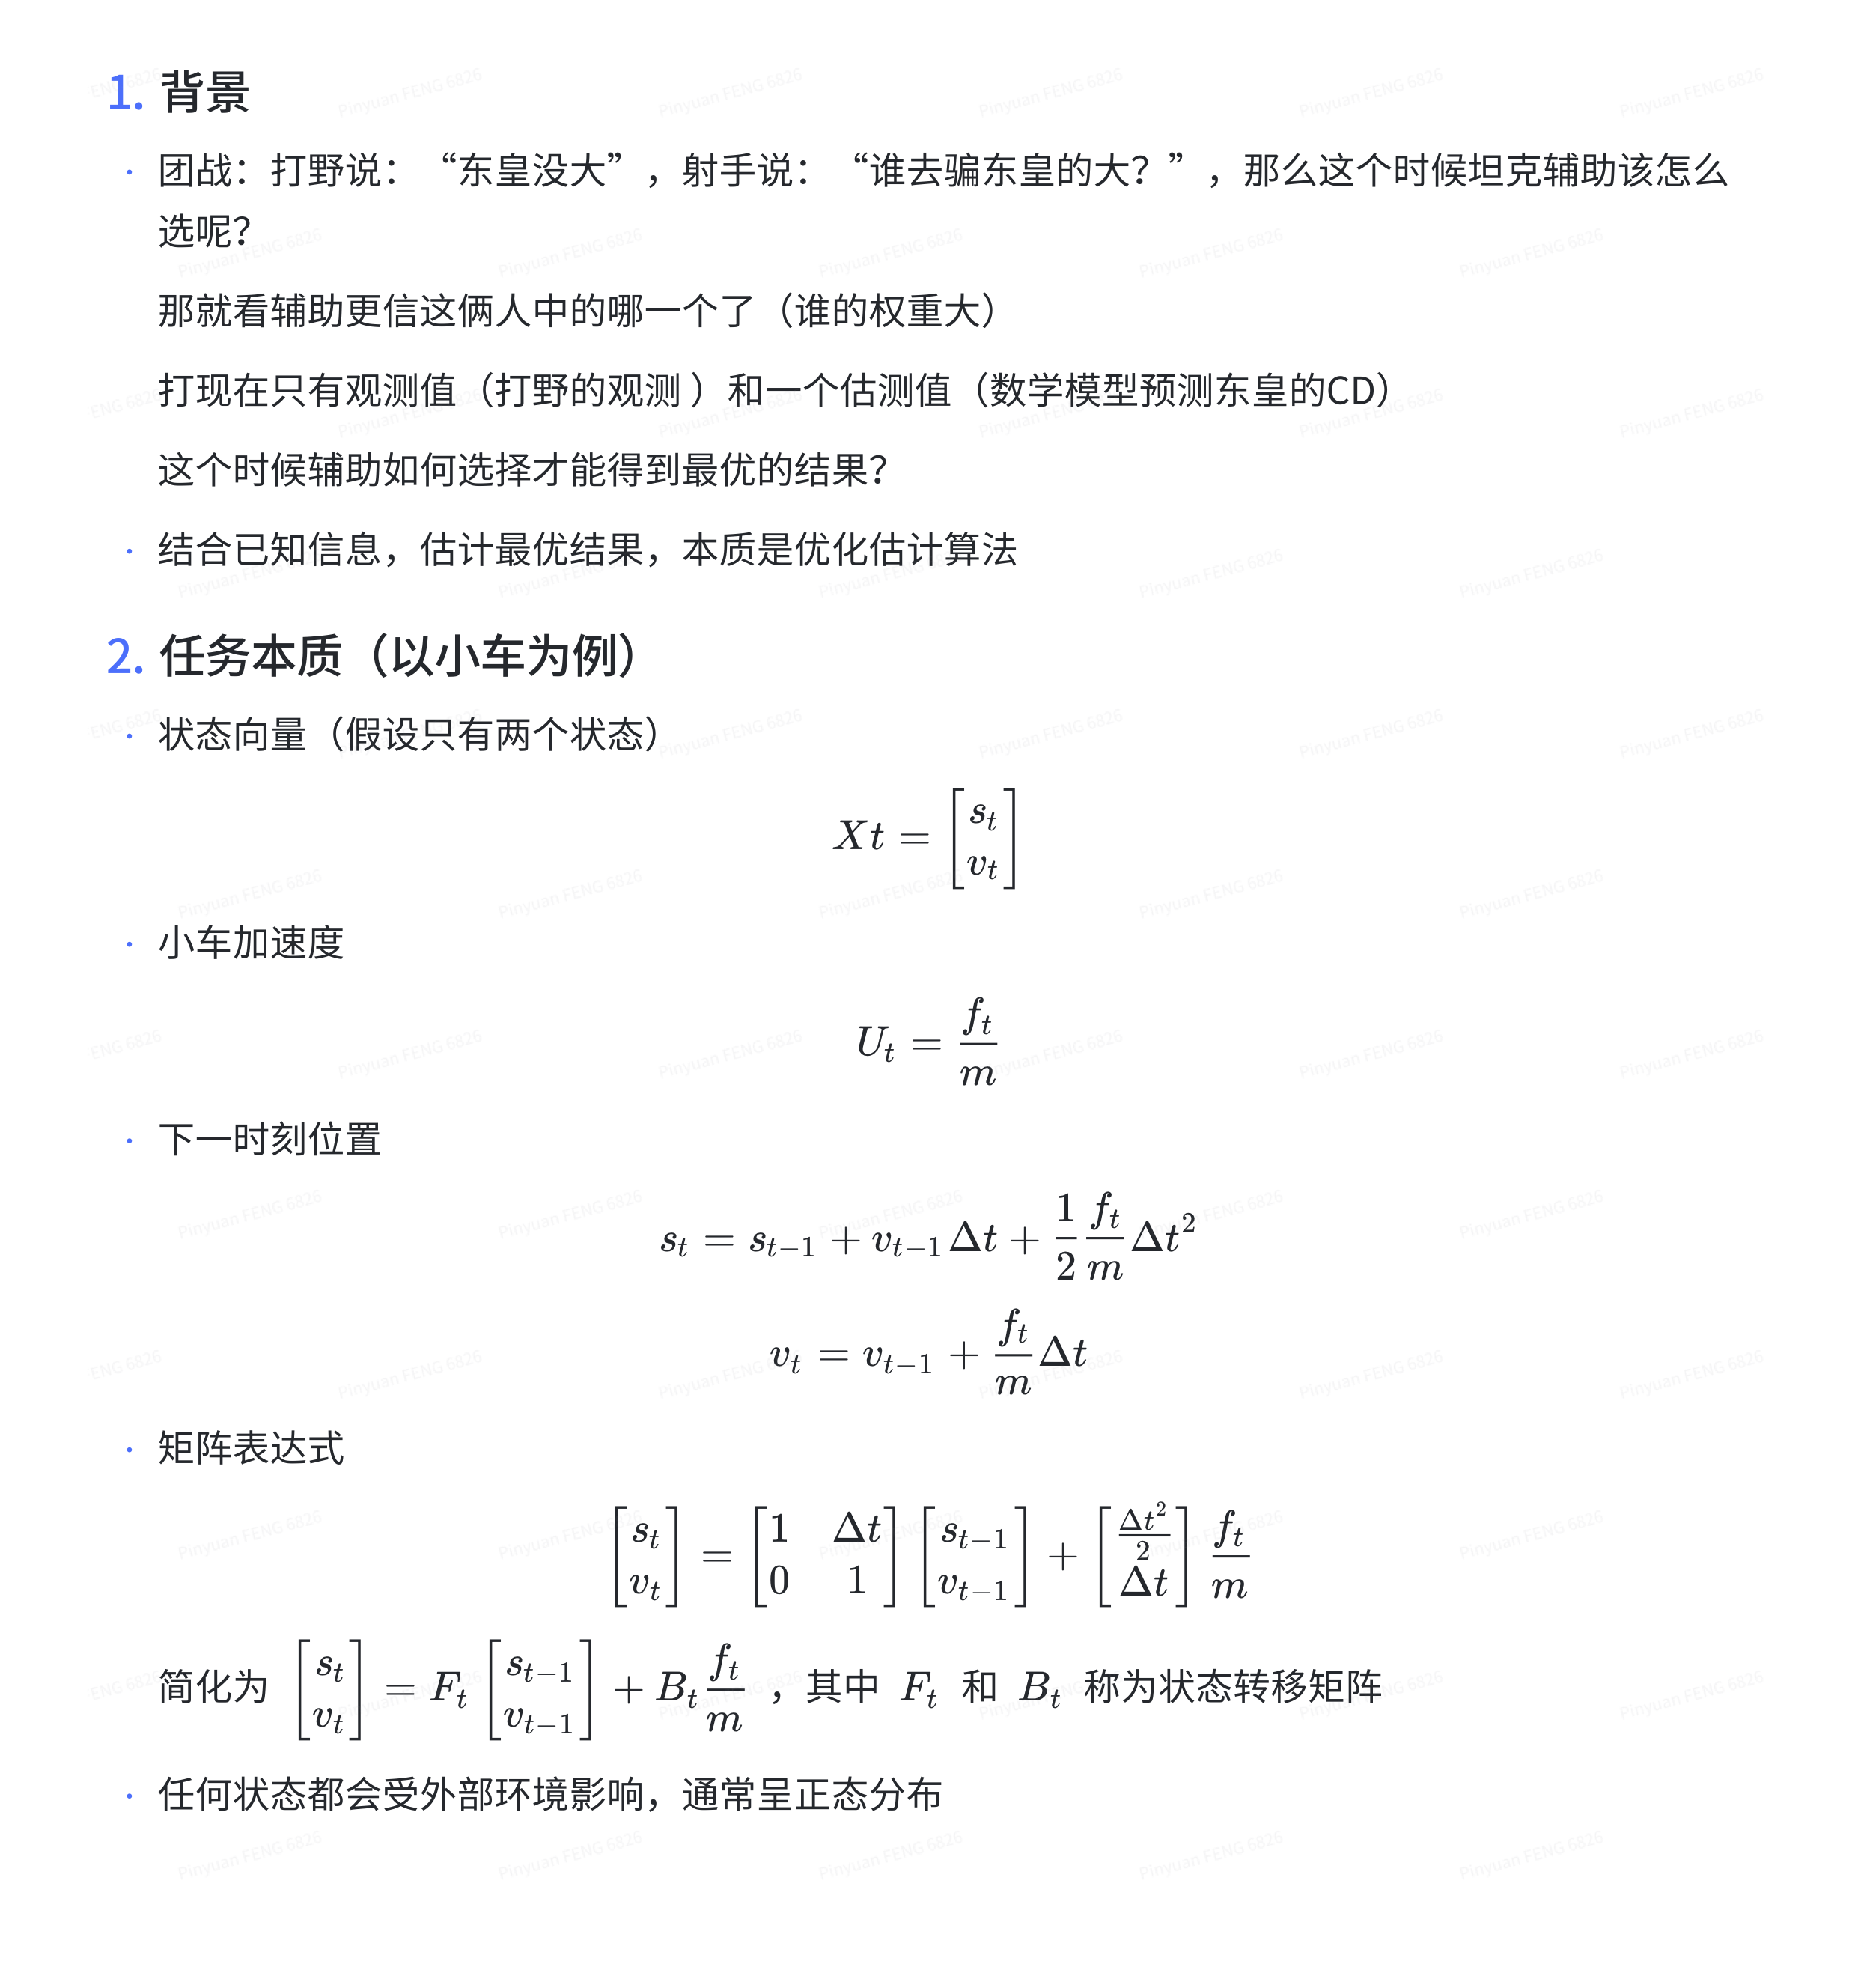 1. 背景
· 团战：打野说：“东皇没大”，射手说：“谁去骗东皇的大？”，那么这个时候坦克辅助该怎么
选呢？
那就看辅助更信这俩人中的哪一个了（谁的权重大）
打现在只有观测值（打野的观测 ）和一个估测值（数学模型预测东皇的CD）
这个时候辅助如何选择才能得到最优的结果？
· 结合已知信息，估计最优结果，本质是优化估计算法
2. 任务本质（以小车为例）
· 状态向量（假设只有两个状态）
$Xt = \begin{bmatrix} s_t \\ v_t \end{bmatrix}$
· 小车加速度
$U_t = \frac{f_t}{m}$
· 下一时刻位置
$s_t = s_{t-1} + v_{t-1}\Delta t + \frac{1}{2}\frac{f_t}{m}\Delta t^2$
$v_t = v_{t-1} + \frac{f_t}{m}\Delta t$
· 矩阵表达式
$\begin{bmatrix} s_t \\ v_t \end{bmatrix} = \begin{bmatrix} 1 & \Delta t \\ 0 & 1 \end{bmatrix} \begin{bmatrix} s_{t-1} \\ v_{t-1} \end{bmatrix} + \begin{bmatrix} \frac{\Delta t^2}{2} \\ \Delta t \end{bmatrix} \frac{f_t}{m}$
简化为 $\begin{bmatrix} s_t \\ v_t \end{bmatrix} = F_t \begin{bmatrix} s_{t-1} \\ v_{t-1} \end{bmatrix} + B_t \frac{f_t}{m}$ ，其中 $F_t$ 和 $B_t$ 称为状态转移矩阵
· 任何状态都会受外部环境影响，通常呈正态分布
Pinyuan FENG 6826